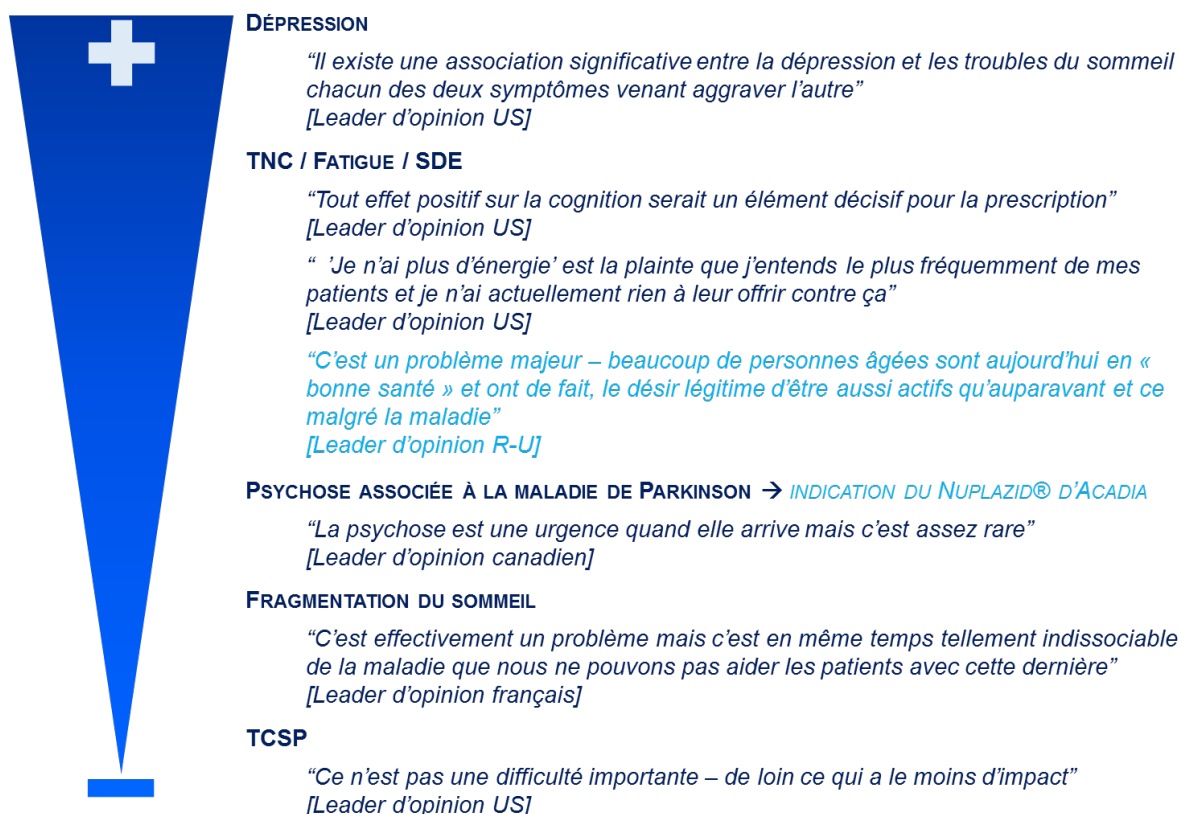 DÉPRESSION
“Il existe une association significative entre la dépression et les troubles du sommeil
chacun des deux symptômes venant aggraver l’autre”
[Leader d’opinion US]
TNC / FATIGUE / SDE
“Tout effet positif sur la cognition serait un élément décisif pour la prescription”
[Leader d’opinion US]
“ ’Je n’ai plus d’énergie’ est la plainte que j’entends le plus fréquemment de mes
patients et je n’ai actuellement rien à leur offrir contre ça”
[Leader d’opinion US]
“C’est un problème majeur – beaucoup de personnes âgées sont aujourd’hui en «
bonne santé » et ont de fait, le désir légitime d’être aussi actifs qu’auparavant et ce
malgré la maladie”
[Leader d’opinion R-U]
PSYCHOSE ASSOCIÉE À LA MALADIE DE PARKINSON → INDICATION DU NUPLAZID® D’ACADIA
“La psychose est une urgence quand elle arrive mais c’est assez rare”
[Leader d’opinion canadien]
FRAGMENTATION DU SOMMEIL
“C’est effectivement un problème mais c’est en même temps tellement indissociable
de la maladie que nous ne pouvons pas aider les patients avec cette dernière”
[Leader d’opinion français]
TCSP
“Ce n’est pas une difficulté importante – de loin ce qui a le moins d’impact”
[Leader d’opinion US]